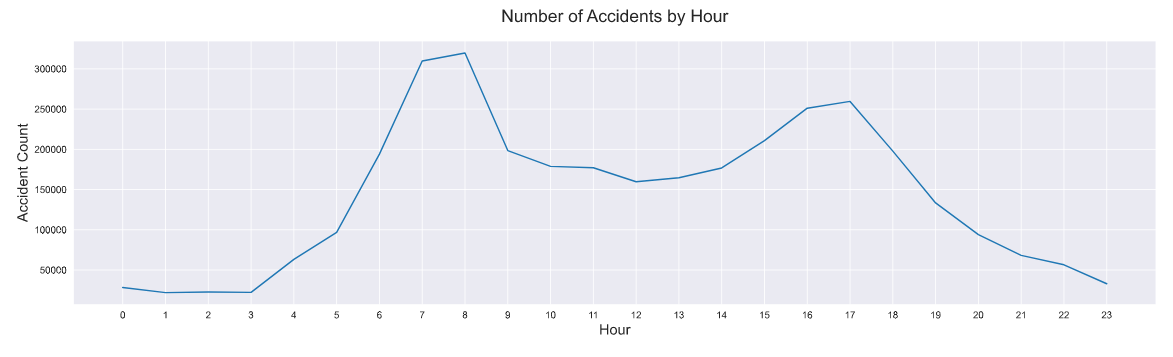 Number of Accidents by Hour
300000
250000
200000
150000
100000
50000
Accident Count
0 1 2 3 4 5 6 7 8 9 10 11 12 13 14 15 16 17 18 19 20 21 22 23
Hour